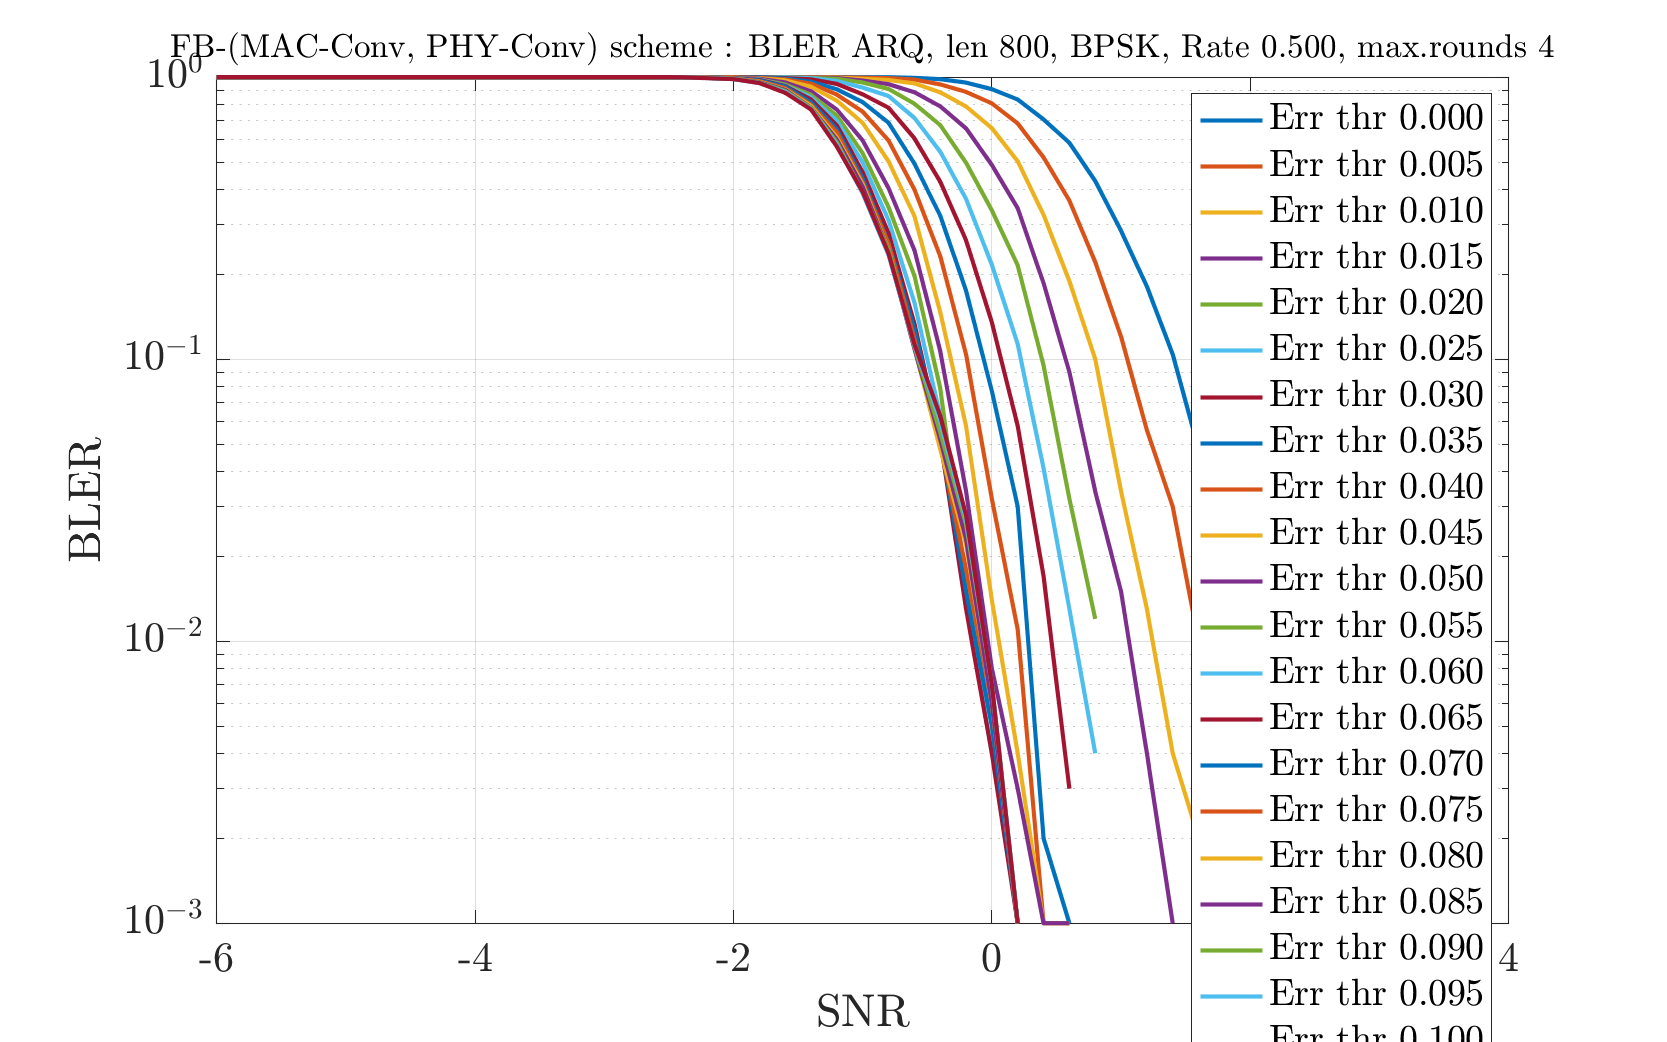 FB-(MAC-Conv, PHY-Conv) scheme : BLER ARQ, len 800, BPSK, Rate 0.500, max.rounds 4
10^0
10^-1
10^-2
10^-3
BLER
-6 -4 -2 0 4
SNR
Err thr 0.000
Err thr 0.005
Err thr 0.010
Err thr 0.015
Err thr 0.020
Err thr 0.025
Err thr 0.030
Err thr 0.035
Err thr 0.040
Err thr 0.045
Err thr 0.050
Err thr 0.055
Err thr 0.060
Err thr 0.065
Err thr 0.070
Err thr 0.075
Err thr 0.080
Err thr 0.085
Err thr 0.090
Err thr 0.095
Err thr 0.100